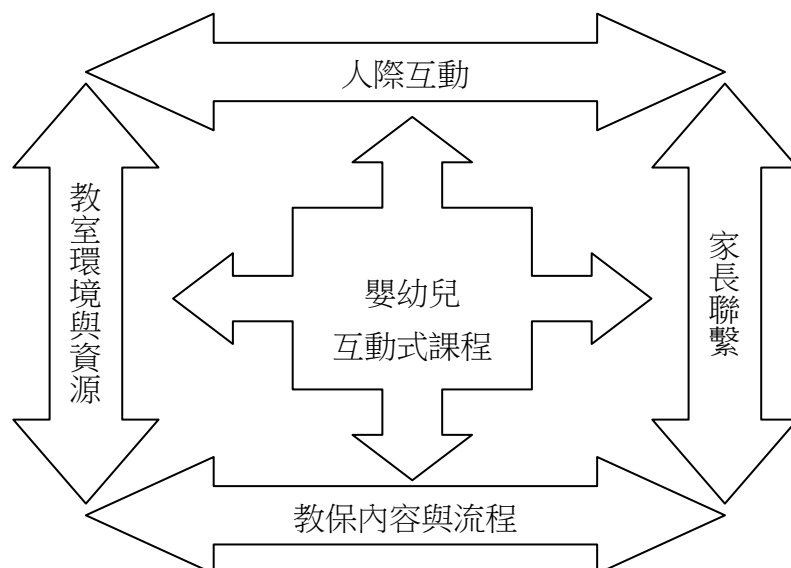 人際互動
教室環境與資源
嬰幼兒
互動式課程
家長聯繫
教保內容與流程